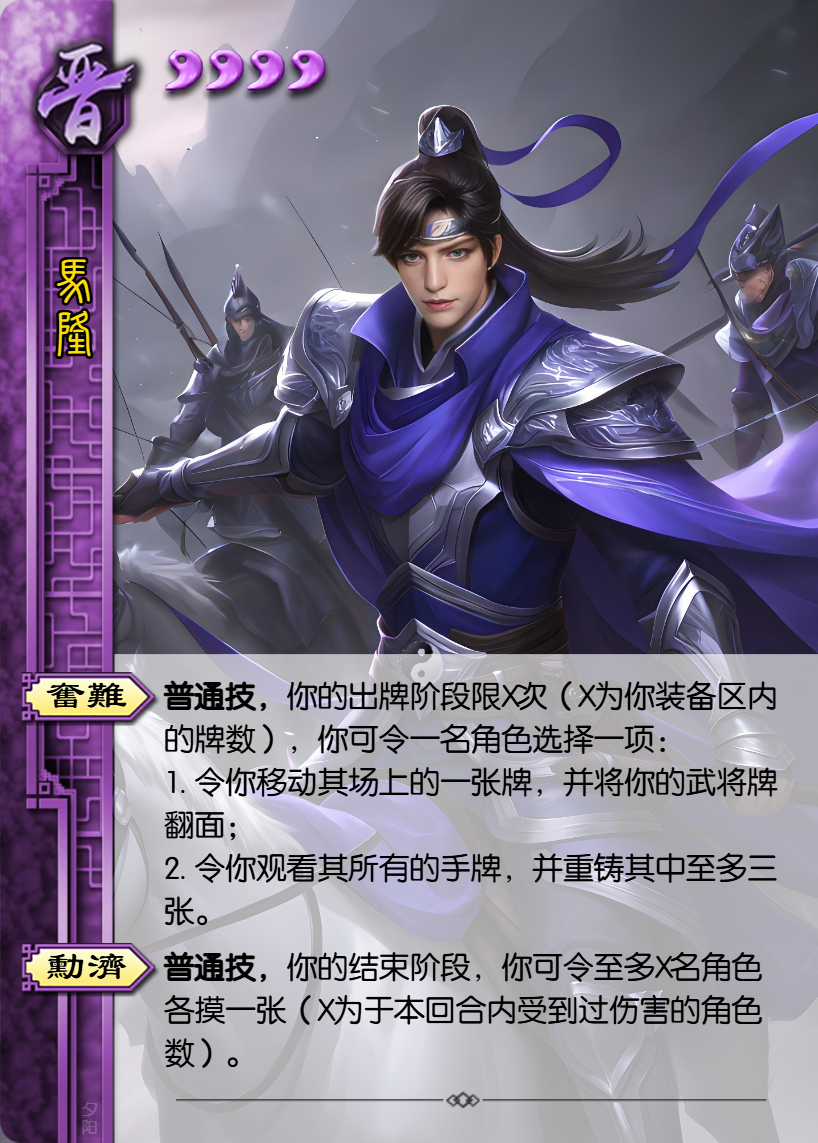 晋
馬隆
奮難
普通技，你的出牌阶段限X次（X为你装备区内
的牌数），你可令一名角色选择一项：
1. 令你移动其场上的一张牌，并将你的武将牌
翻面；
2. 令你观看其所有的手牌，并重铸其中至多三
张。
勳濟
普通技，你的结束阶段，你可令至多X名角色
各摸一张（X为于本回合内受到过伤害的角色
数）。
夕阳